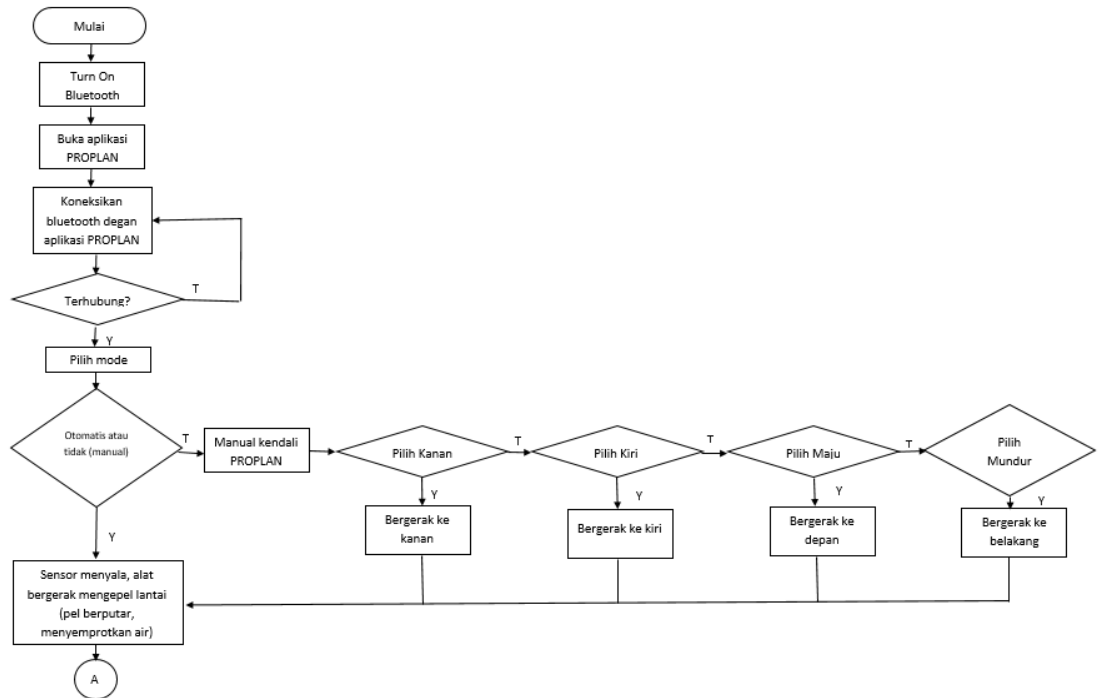 Mulai
Turn On
Bluetooth
Buka aplikasi
PROPLAN
Koneksikan
bluetooth degan
aplikasi PROPLAN
Terhubung?
T
Y
Pilih mode
Otomatis atau
tidak (manual)
T
Manual kendali
PROPLAN
Pilih Kanan
T
Pilih Kiri
T
Pilih Maju
T
Pilih
Mundur
Y
Y
Y
Y
Y
Bergerak ke
kanan
Bergerak ke kiri
Bergerak ke
depan
Bergerak ke
belakang
Sensor menyala, alat
bergerak mengepel lantai
(pel berputar,
menyemprotkan air)
A